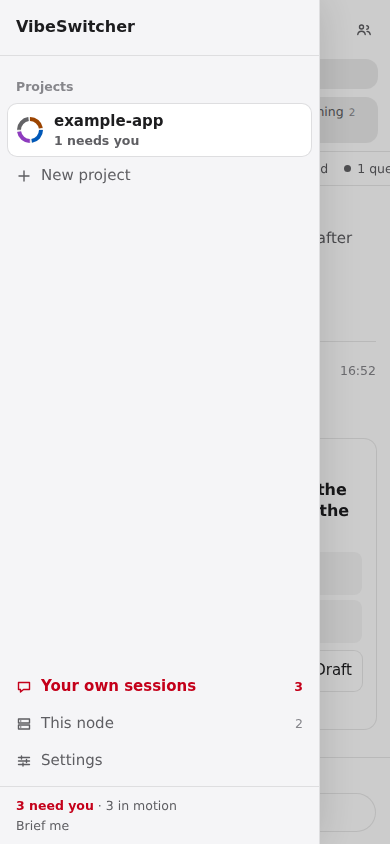 VibeSwitcher
Projects
example-app
1 needs you
New project
Your own sessions 3
This node 2
Settings
3 need you · 3 in motion
Brief me
2
1 que
after
16:52
the
the
Draft